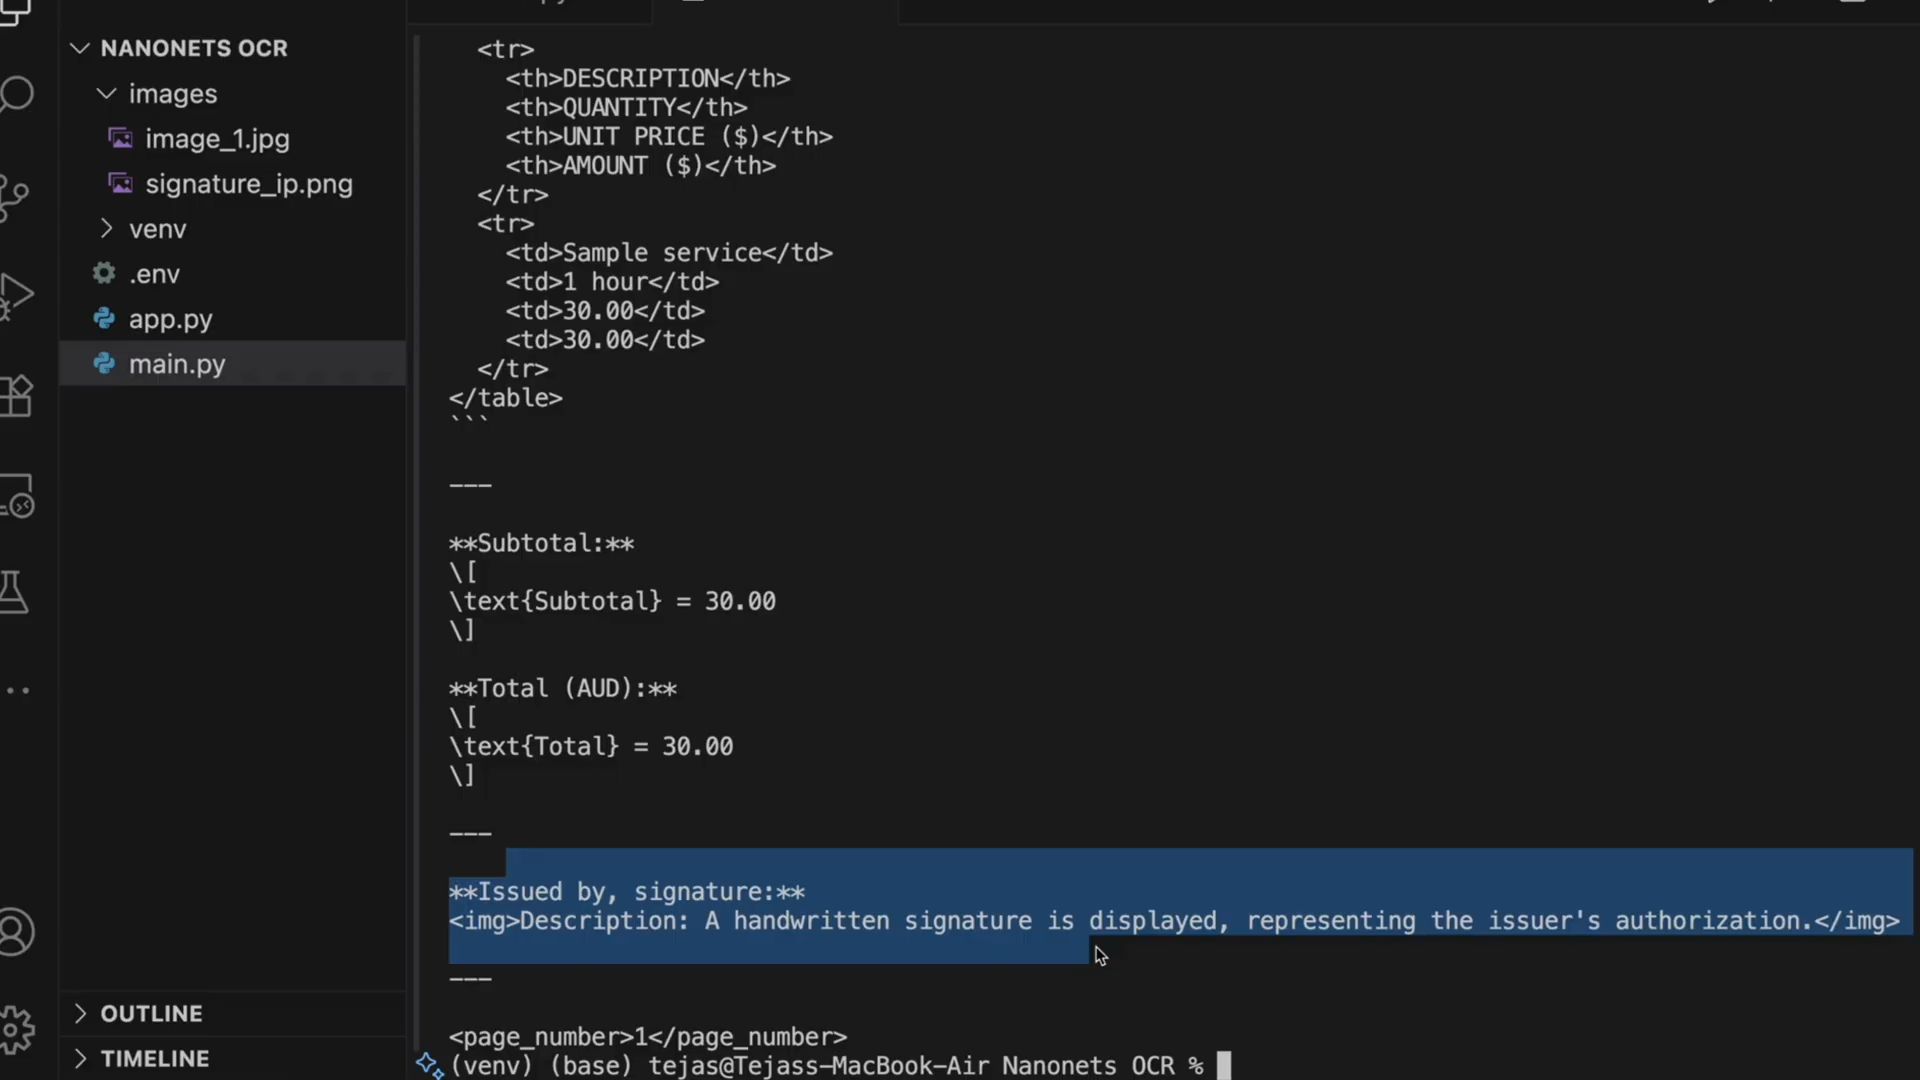 NANONETS OCR
images
image_1.jpg
signature_ip.png
venv
.env
app.py
main.py
OUTLINE
TIMELINE
<tr>
<th>DESCRIPTION</th>
<th>QUANTITY</th>
<th>UNIT PRICE ($)</th>
<th>AMOUNT ($)</th>
</tr>
<tr>
<td>Sample service</td>
<td>1 hour</td>
<td>30.00</td>
<td>30.00</td>
</tr>
</table>
```
---
**Subtotal:**
\[
\text{Subtotal} = 30.00
\]
**Total (AUD):**
\[
\text{Total} = 30.00
\]
---
**Issued by, signature:**
<img>Description: A handwritten signature is displayed, representing the issuer's authorization.</img>
---
<page_number>1</page_number>
(venv) (base) tejas@Tejass-MacBook-Air Nanonets OCR %